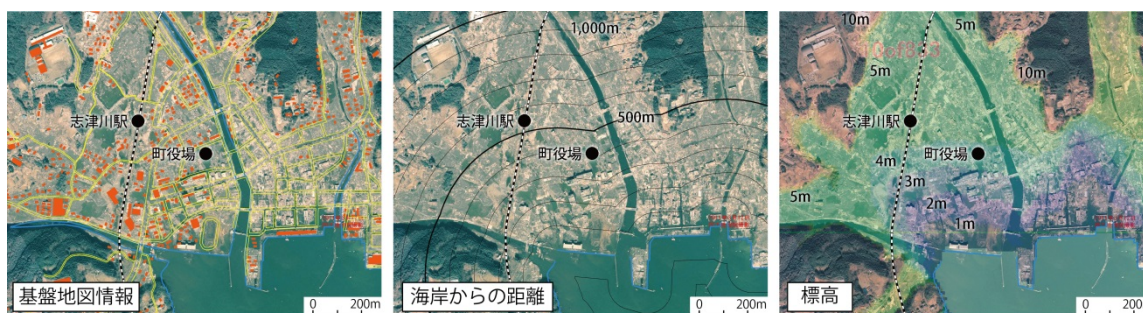 志津川駅
町役場
基盤地図情報
0 200m
1,000m
500m
志津川駅
町役場
海岸からの距離
0 200m
10m
5m
5m
10m
志津川駅
町役場
4m
3m
5m
2m
1m
標高
0 200m